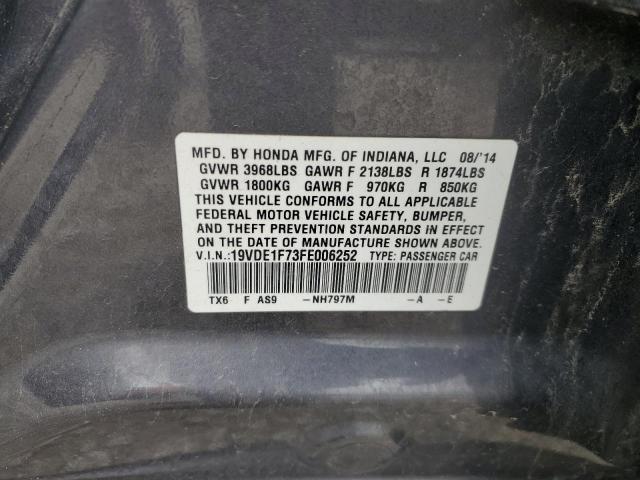 MFD. BY HONDA MFG. OF INDIANA, LLC 08/'14
GVWR 3968LBS GAWR F 2138LBS R 1874LBS
GVWR 1800KG GAWR F 970KG R 850KG
THIS VEHICLE CONFORMS TO ALL APPLICABLE
FEDERAL MOTOR VEHICLE SAFETY, BUMPER,
AND THEFT PREVENTION STANDARDS IN EFFECT
ON THE DATE OF MANUFACTURE SHOWN ABOVE.
V.I.N.:19VDE1F73FE006252 TYPE: PASSENGER CAR
TX6 F AS9 -NH797M -A -E